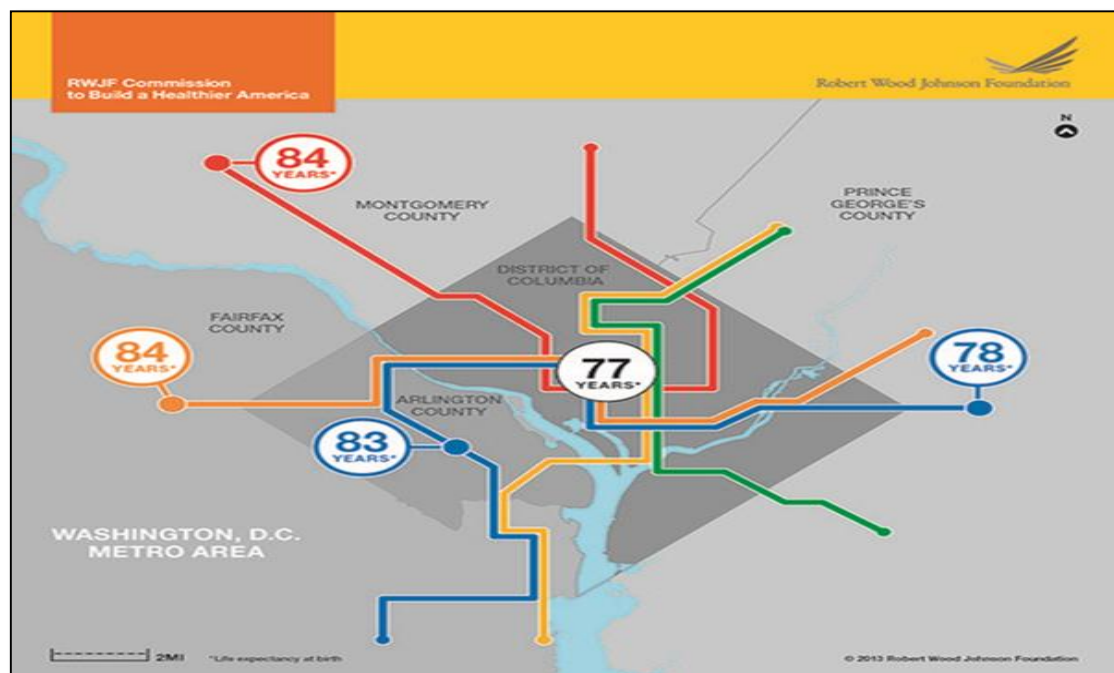 RWJF Commission
to Build a Healthier America
Robert Wood Johnson Foundation
N
84
YEARS*
MONTGOMERY
COUNTY
PRINCE
GEORGE'S
COUNTY
DISTRICT OF
COLUMBIA
FAIRFAX
COUNTY
84
YEARS*
77
YEARS*
78
YEARS*
ARLINGTON
COUNTY
83
YEARS*
WASHINGTON, D.C.
METRO AREA
2MI
*Life expectancy at birth
© 2013 Robert Wood Johnson Foundation